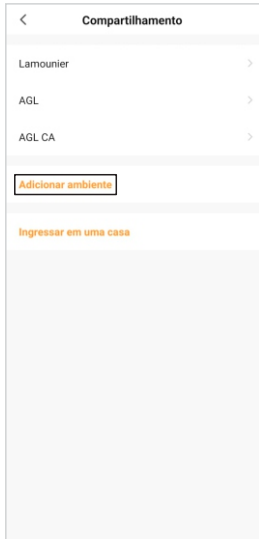 Compartilhamento
Lamounier
AGL
AGL CA
Adicionar ambiente
Ingressar em uma casa